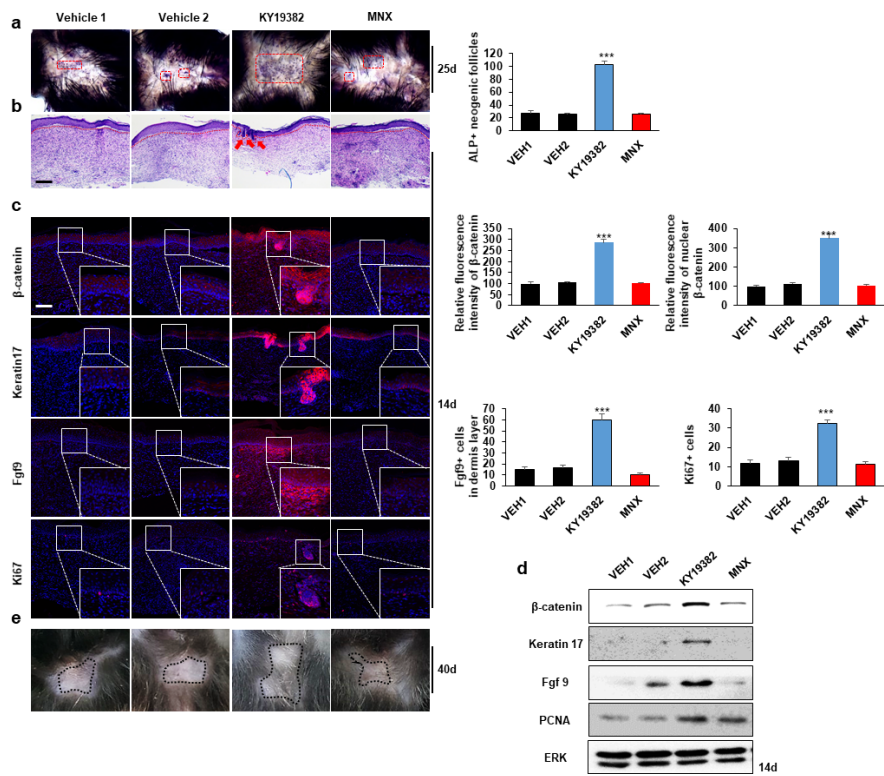 Vehicle 1
Vehicle 2
KY19382
MNX
a
25d
b
c
β-catenin
Keratin17
Fgf9
Ki67
14d
e
40d
ALP+ neogenic follicles
120
100
80
60
40
20
0
***
VEH1
VEH2
KY19382
MNX
Relative fluorescence
intensity of β-catenin
350
300
250
200
150
100
50
0
***
VEH1
VEH2
KY19382
MNX
Relative fluorescence
intensity of nuclear
β-catenin
400
300
200
100
0
***
VEH1
VEH2
KY19382
MNX
Fgf9+ cells
in dermis layer
70
60
50
40
30
20
10
0
***
VEH1
VEH2
KY19382
MNX
Ki67+ cells
40
30
20
10
0
***
VEH1
VEH2
KY19382
MNX
d
VEH1
VEH2
KY19382
MNX
β-catenin
Keratin 17
Fgf 9
PCNA
ERK
14d